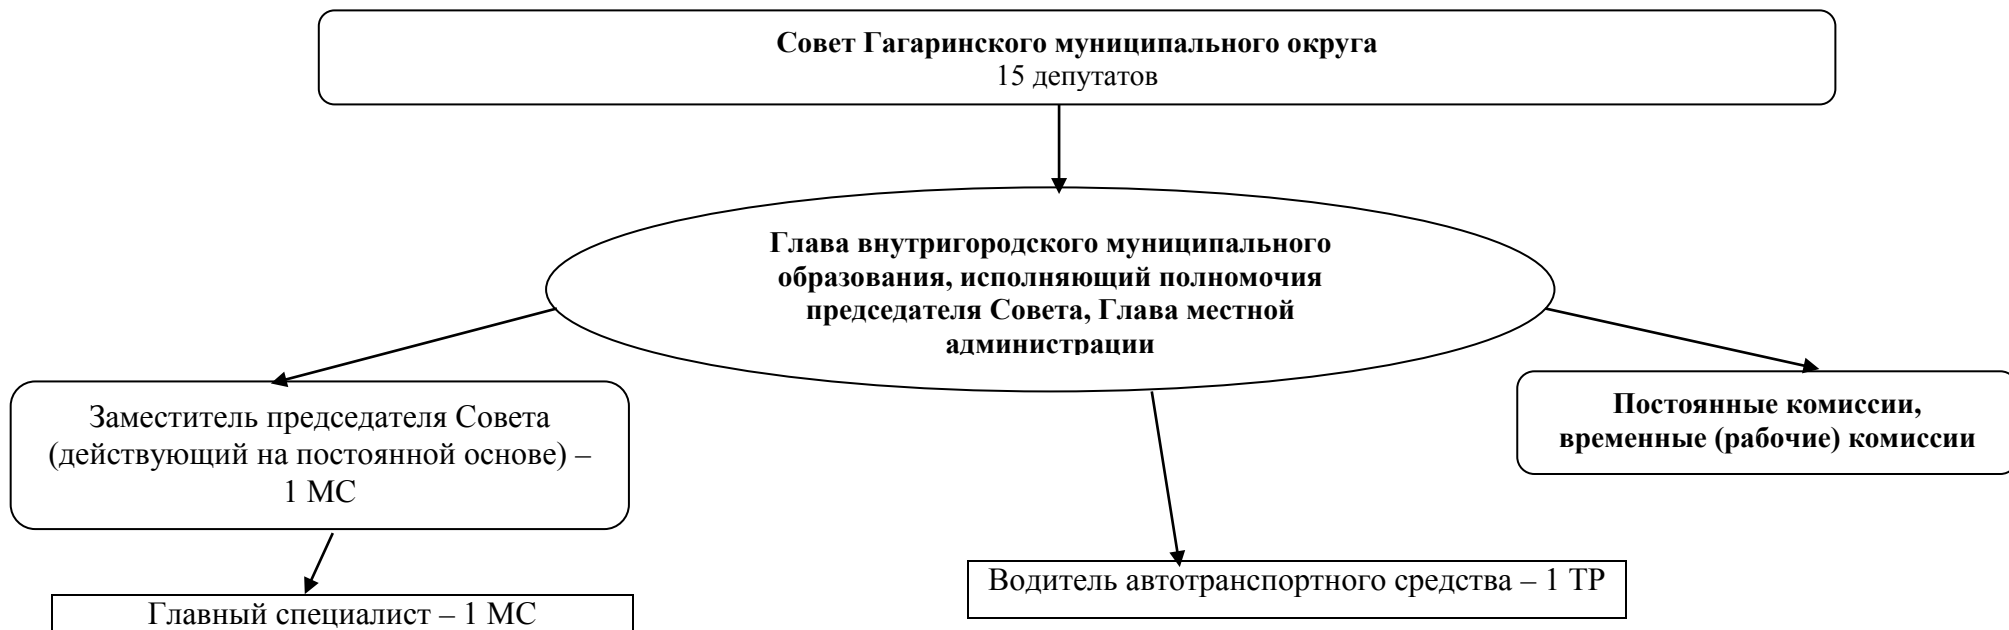 Совет Гагаринского муниципального округа
15 депутатов
Глава внутригородского муниципального
образования, исполняющий полномочия
председателя Совета, Глава местной
администрации
Заместитель председателя Совета
(действующий на постоянной основе) –
1 МС
Постоянные комиссии,
временные (рабочие) комиссии
Водитель автотранспортного средства – 1 ТР
Главный специалист – 1 МС